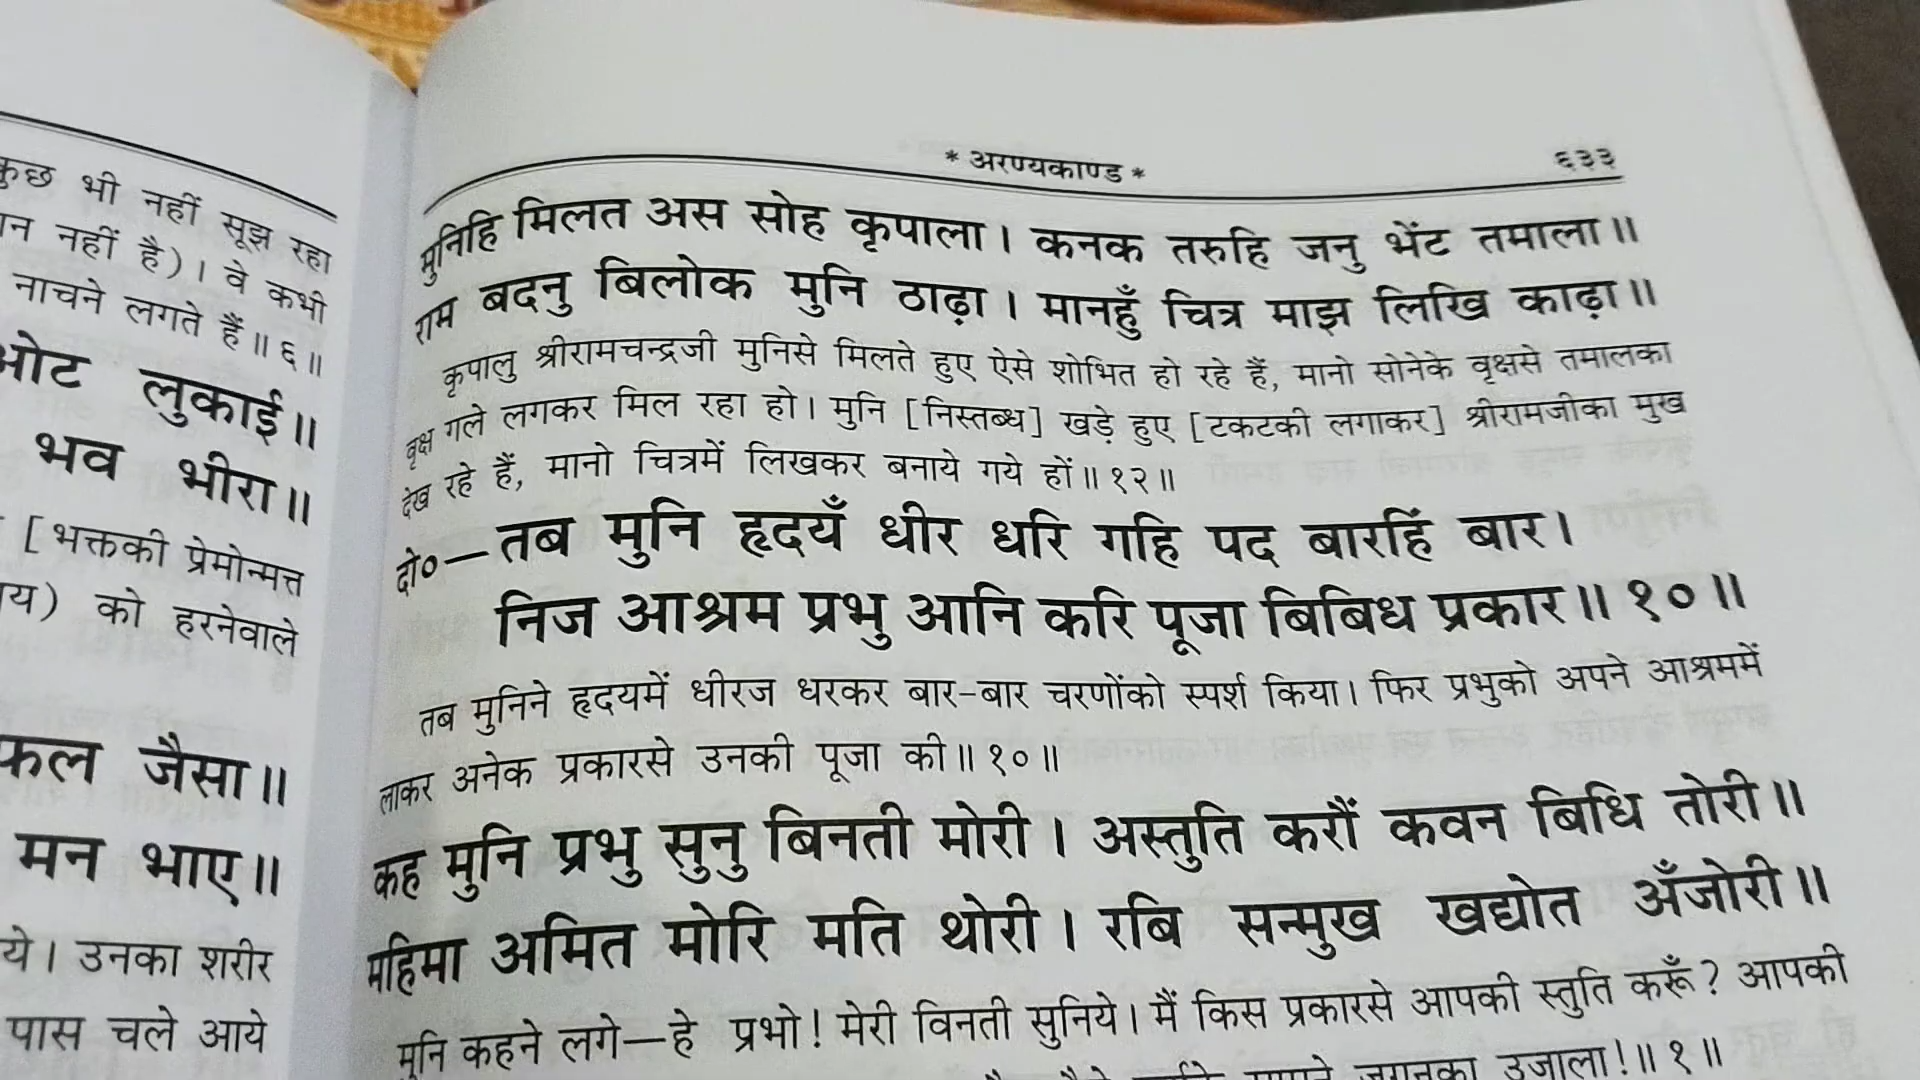 कुछ भी नहीं सूझ रहा
नहीं है)। वे कभी
नाचने लगते हैं॥ ६॥
लुकाई॥
भव भीरा॥
[भक्तकी प्रेमोन्मत्त
को हरनेवाले
फल जैसा॥
मन भाए॥
ये। उनका शरीर
पास चले आये
* अरण्यकाण्ड *
६३३
मुनिहि मिलत अस सोह कृपाला। कनक तरुहि जनु भेंट तमाला॥
राम बदनु बिलोक मुनि ठाढ़ा। मानहुँ चित्र माझ लिखि काढ़ा॥
कृपालु श्रीरामचन्द्रजी मुनिसे मिलते हुए ऐसे शोभित हो रहे हैं, मानो सोनेके वृक्षसे तमालका
वृक्ष गले लगकर मिल रहा हो। मुनि [निस्तब्ध] खड़े हुए [टकटकी लगाकर] श्रीरामजीका मुख
देख रहे हैं, मानो चित्रमें लिखकर बनाये गये हों॥ १२॥
दो०—तब मुनि हृदयँ धीर धरि गहि पद बारहिं बार।
निज आश्रम प्रभु आनि करि पूजा बिबिध प्रकार॥ १०॥
तब मुनिने हृदयमें धीरज धरकर बार-बार चरणोंको स्पर्श किया। फिर प्रभुको अपने आश्रममें
लाकर अनेक प्रकारसे उनकी पूजा की॥ १०॥
कह मुनि प्रभु सुनु बिनती मोरी। अस्तुति करौं कवन बिधि तोरी॥
महिमा अमित मोरि मति थोरी। रबि सन्मुख खद्योत अँजोरी॥
मुनि कहने लगे—हे प्रभो! मेरी विनती सुनिये। मैं किस प्रकारसे आपकी स्तुति करूँ? आपकी
उजाला!॥ १॥